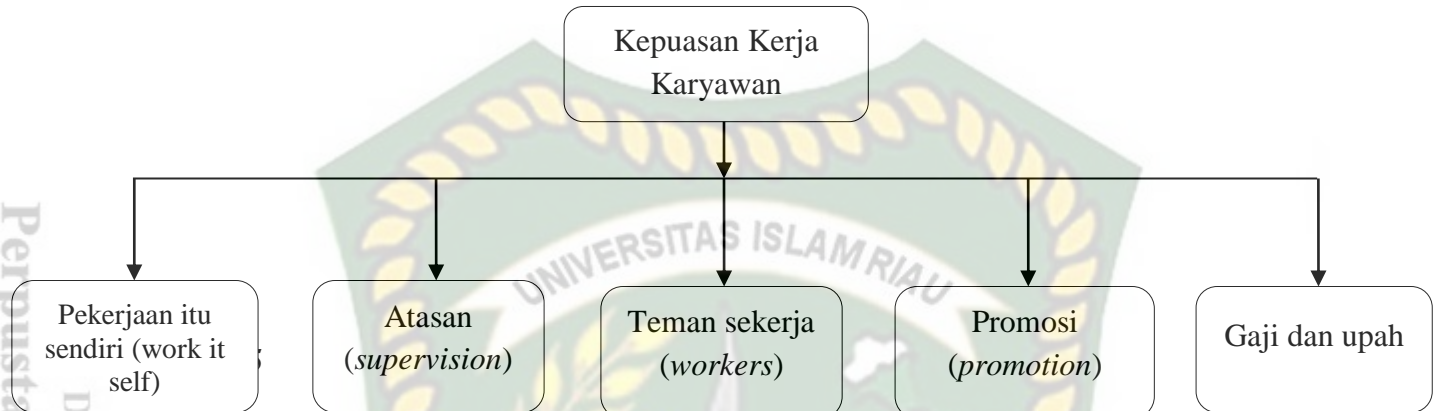 Kepuasan Kerja
Karyawan
UNIVERSITAS ISLAM RIAU
Pekerjaan itu
sendiri (work it
self)
Atasan
(supervision)
Teman sekerja
(workers)
Promosi
(promotion)
Gaji dan upah